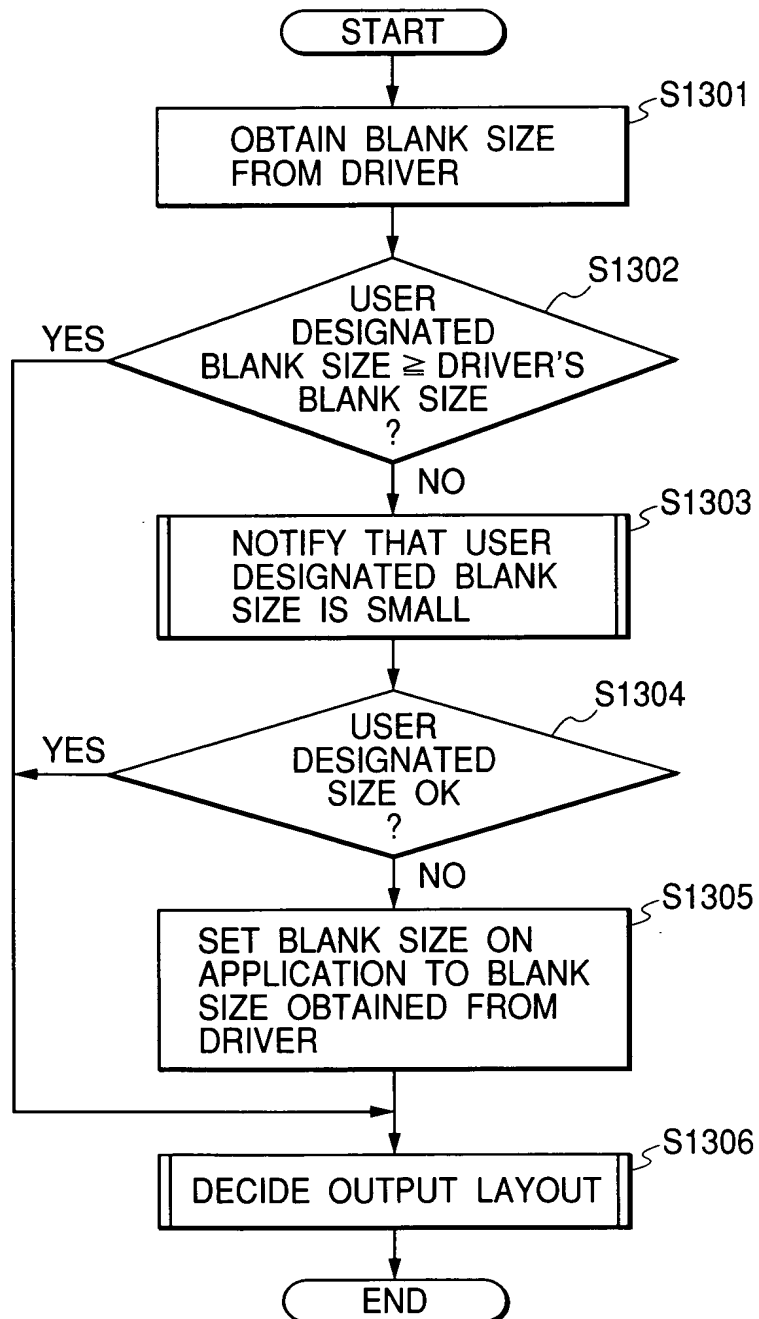 START
S1301
OBTAIN BLANK SIZE
FROM DRIVER
S1302
USER
DESIGNATED
BLANK SIZE ≧ DRIVER'S
BLANK SIZE
?
YES
NO
S1303
NOTIFY THAT USER
DESIGNATED BLANK
SIZE IS SMALL
S1304
USER
DESIGNATED
SIZE OK
?
YES
NO
S1305
SET BLANK SIZE ON
APPLICATION TO BLANK
SIZE OBTAINED FROM
DRIVER
S1306
DECIDE OUTPUT LAYOUT
END